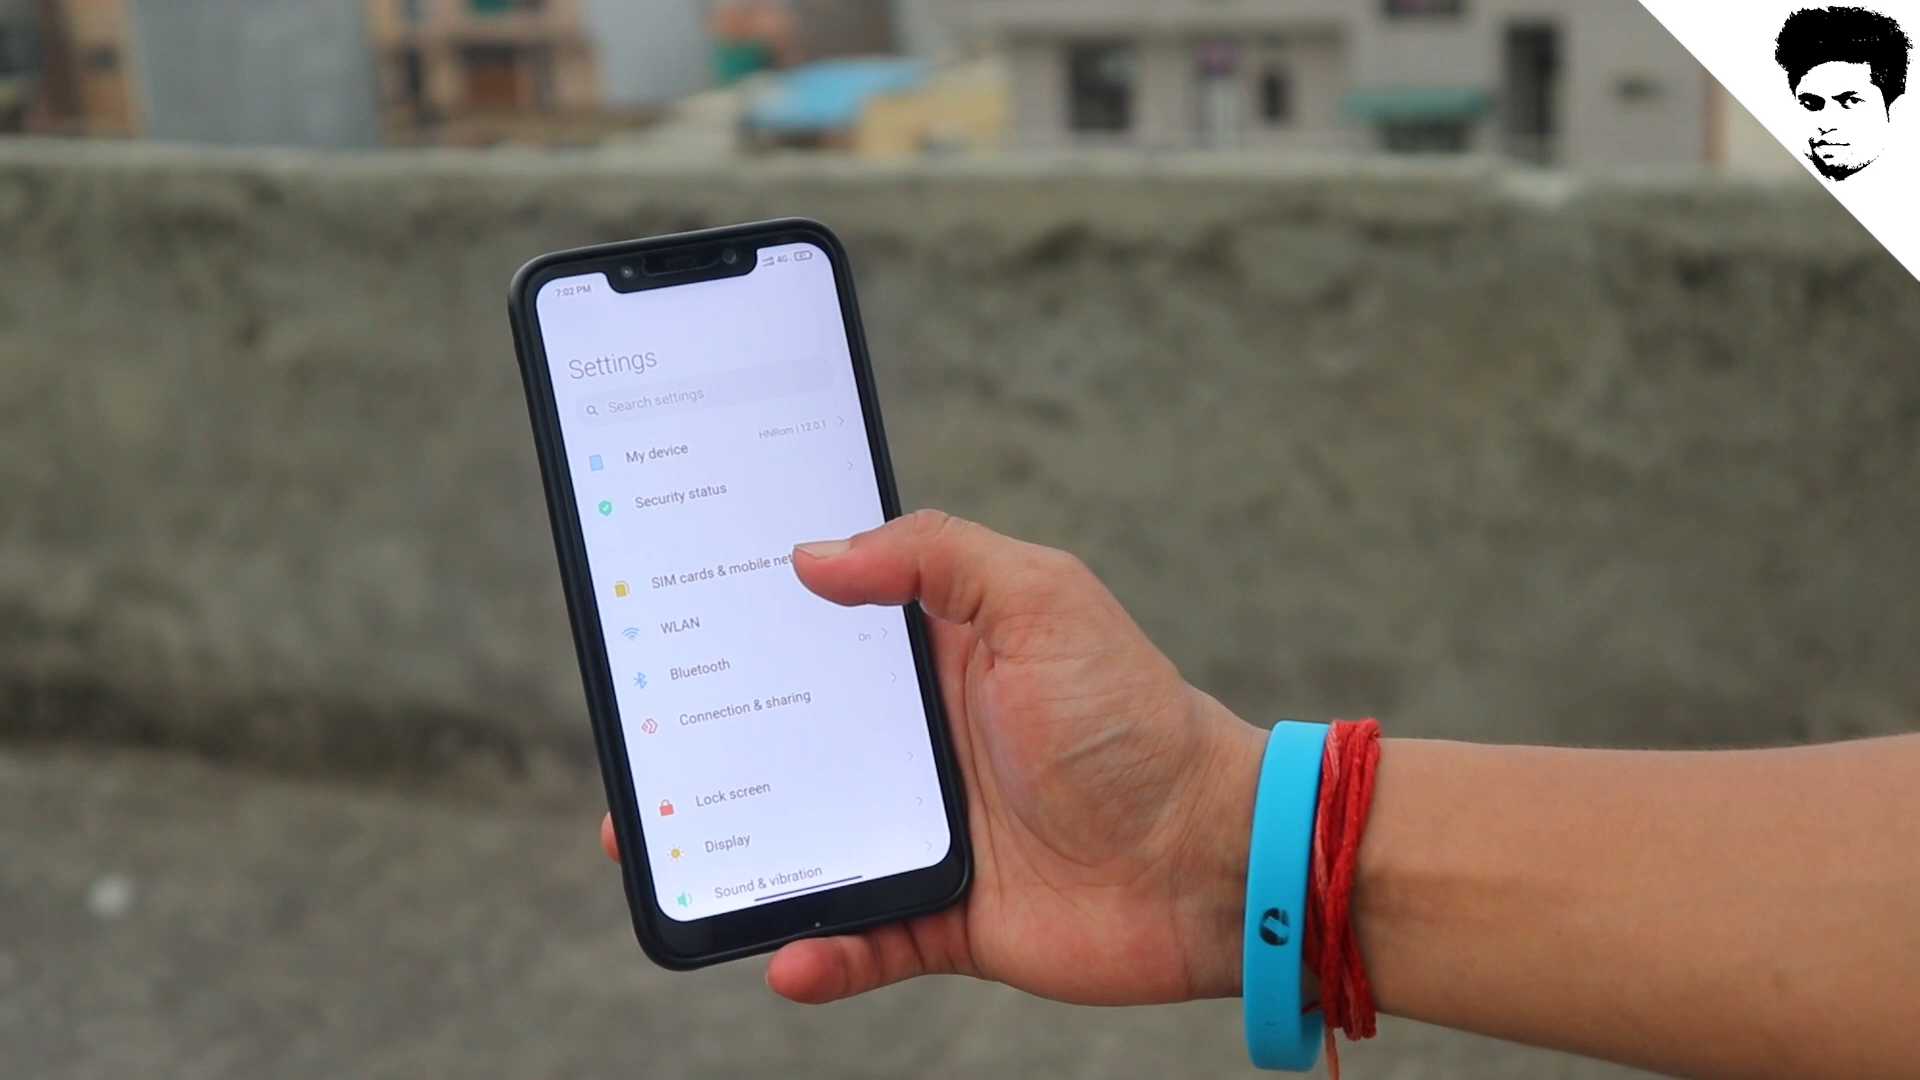 7:02 PM 4G
Settings
Search settings
My device HNRom | 12.0.1
Security status
SIM cards & mobile net
WLAN
Bluetooth On
Connection & sharing
Lock screen
Display
Sound & vibration